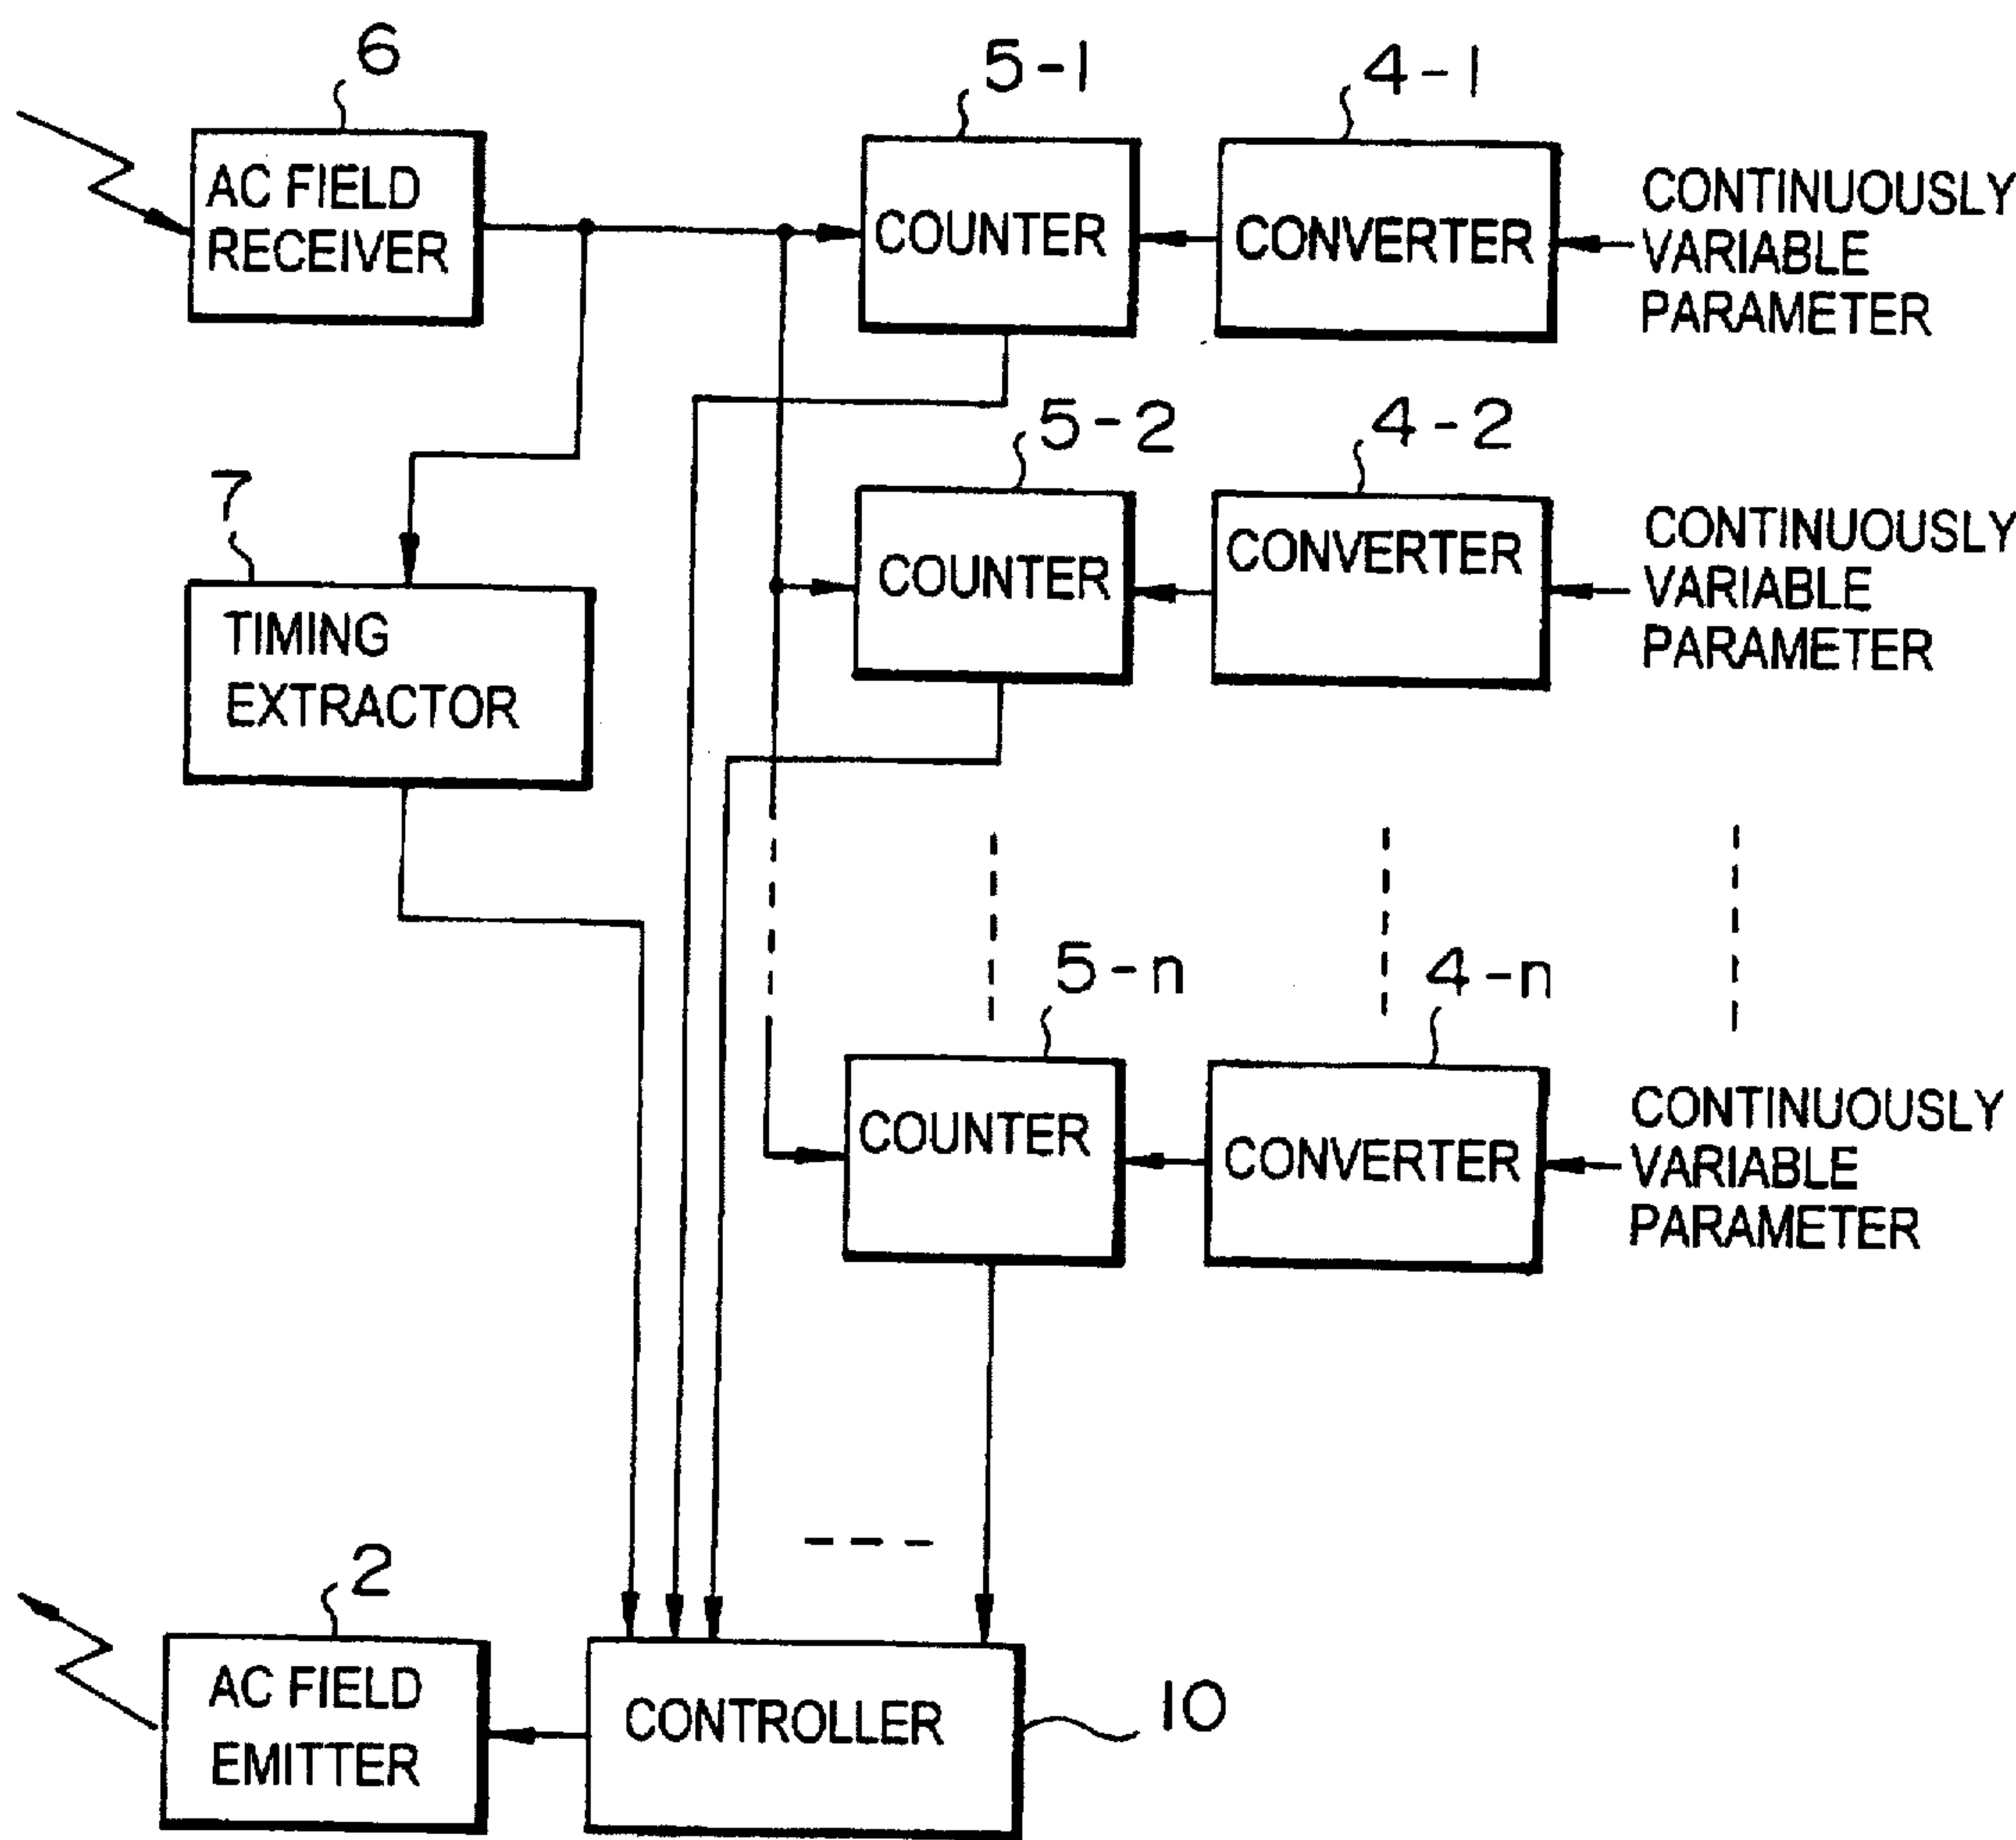 6
5-1
4-1
AC FIELD
RECEIVER
COUNTER
CONVERTER
CONTINUOUSLY
VARIABLE
PARAMETER
7
5-2
4-2
TIMING
EXTRACTOR
COUNTER
CONVERTER
CONTINUOUSLY
VARIABLE
PARAMETER
5-n
4-n
COUNTER
CONVERTER
CONTINUOUSLY
VARIABLE
PARAMETER
2
AC FIELD
EMITTER
CONTROLLER
10